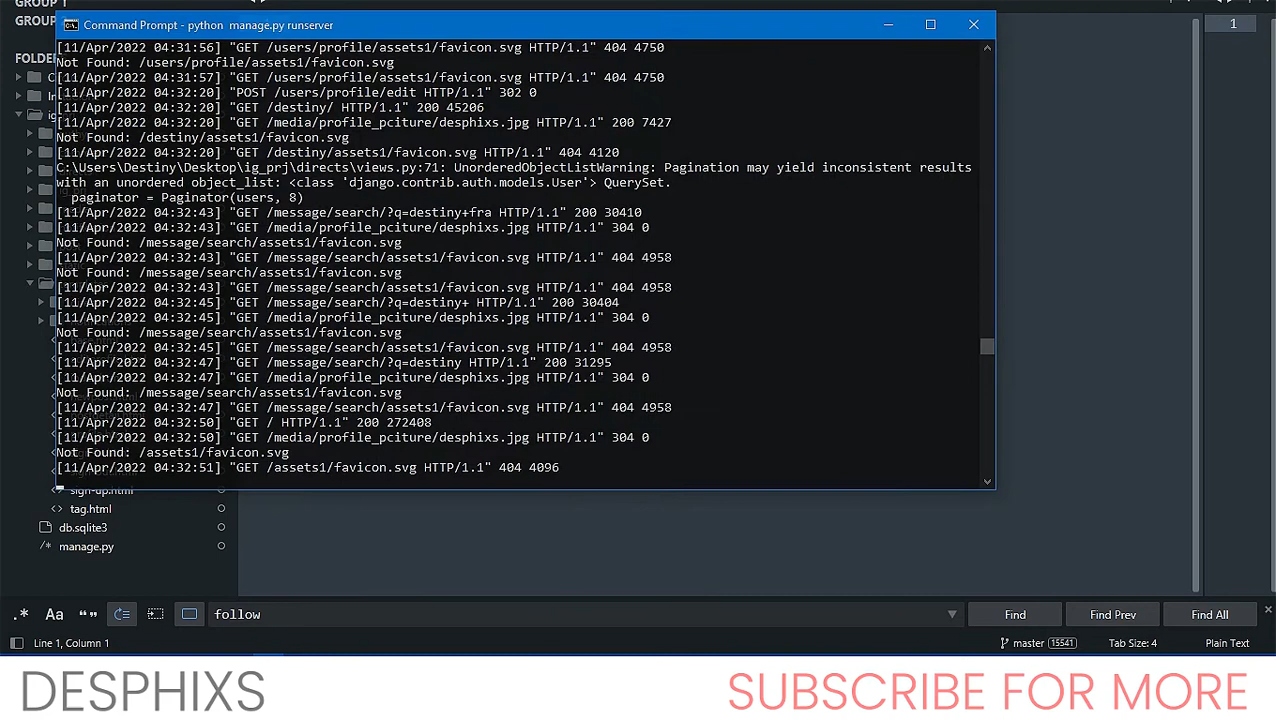 GROUP 1
GROUP
Command Prompt - python  manage.py runserver
1
FOLDER
[11/Apr/2022 04:31:56] "GET /users/profile/assets1/favicon.svg HTTP/1.1" 404 4750
Not Found: /users/profile/assets1/favicon.svg
[11/Apr/2022 04:31:57] "GET /users/profile/assets1/favicon.svg HTTP/1.1" 404 4750
[11/Apr/2022 04:32:20] "POST /users/profile/edit HTTP/1.1" 302 0
[11/Apr/2022 04:32:20] "GET /destiny/ HTTP/1.1" 200 45206
[11/Apr/2022 04:32:20] "GET /media/profile_pciture/desphixs.jpg HTTP/1.1" 200 7427
Not Found: /destiny/assets1/favicon.svg
[11/Apr/2022 04:32:20] "GET /destiny/assets1/favicon.svg HTTP/1.1" 404 4120
C:\Users\Destiny\Desktop\ig_prj\directs\views.py:71: UnorderedObjectListWarning: Pagination may yield inconsistent results
with an unordered object_list: <class 'django.contrib.auth.models.User'> QuerySet.
  paginator = Paginator(users, 8)
[11/Apr/2022 04:32:43] "GET /message/search/?q=destiny+fra HTTP/1.1" 200 30410
[11/Apr/2022 04:32:43] "GET /media/profile_pciture/desphixs.jpg HTTP/1.1" 304 0
Not Found: /message/search/assets1/favicon.svg
[11/Apr/2022 04:32:43] "GET /message/search/assets1/favicon.svg HTTP/1.1" 404 4958
Not Found: /message/search/assets1/favicon.svg
[11/Apr/2022 04:32:43] "GET /message/search/assets1/favicon.svg HTTP/1.1" 404 4958
[11/Apr/2022 04:32:45] "GET /message/search/?q=destiny+ HTTP/1.1" 200 30404
[11/Apr/2022 04:32:45] "GET /media/profile_pciture/desphixs.jpg HTTP/1.1" 304 0
Not Found: /message/search/assets1/favicon.svg
[11/Apr/2022 04:32:45] "GET /message/search/assets1/favicon.svg HTTP/1.1" 404 4958
[11/Apr/2022 04:32:47] "GET /message/search/?q=destiny HTTP/1.1" 200 31295
[11/Apr/2022 04:32:47] "GET /media/profile_pciture/desphixs.jpg HTTP/1.1" 304 0
Not Found: /message/search/assets1/favicon.svg
[11/Apr/2022 04:32:47] "GET /message/search/assets1/favicon.svg HTTP/1.1" 404 4958
[11/Apr/2022 04:32:50] "GET / HTTP/1.1" 200 272408
[11/Apr/2022 04:32:50] "GET /media/profile_pciture/desphixs.jpg HTTP/1.1" 304 0
Not Found: /assets1/favicon.svg
[11/Apr/2022 04:32:51] "GET /assets1/favicon.svg HTTP/1.1" 404 4096
sign-up.html
<> tag.html
db.sqlite3
/* manage.py
.* Aa “” follow Find Find Prev Find All
Line 1, Column 1 master 15541 Tab Size: 4 Plain Text
DESPHIXS SUBSCRIBE FOR MORE